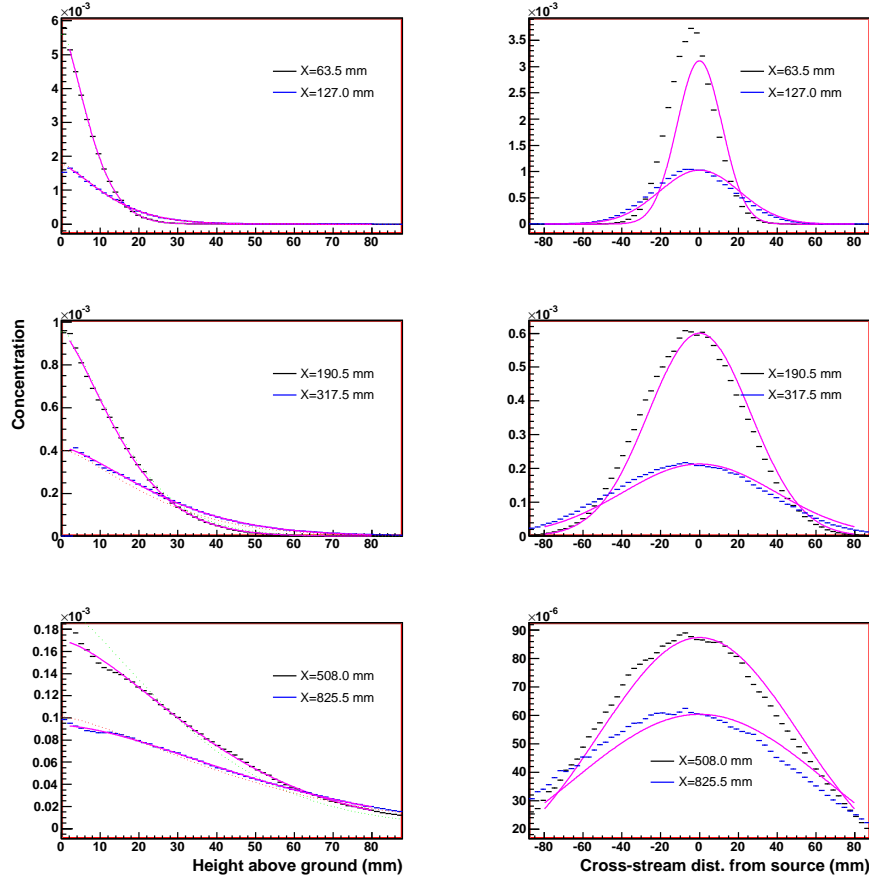 ×10⁻³
6
5
4
3
2
1
0
0 10 20 30 40 50 60 70 80
X=63.5 mm
X=127.0 mm
×10⁻³
3.5
3
2.5
2
1.5
1
0.5
0
-80 -60 -40 -20 0 20 40 60 80
X=63.5 mm
X=127.0 mm
Concentration
×10⁻³
1
0.8
0.6
0.4
0.2
0
0 10 20 30 40 50 60 70 80
X=190.5 mm
X=317.5 mm
×10⁻³
0.6
0.5
0.4
0.3
0.2
0.1
0
-80 -60 -40 -20 0 20 40 60 80
X=190.5 mm
X=317.5 mm
×10⁻³
0.18
0.16
0.14
0.12
0.1
0.08
0.06
0.04
0.02
0
0 10 20 30 40 50 60 70 80
X=508.0 mm
X=825.5 mm
Height above ground (mm)
×10⁻⁶
90
80
70
60
50
40
30
20
-80 -60 -40 -20 0 20 40 60 80
X=508.0 mm
X=825.5 mm
Cross-stream dist. from source (mm)